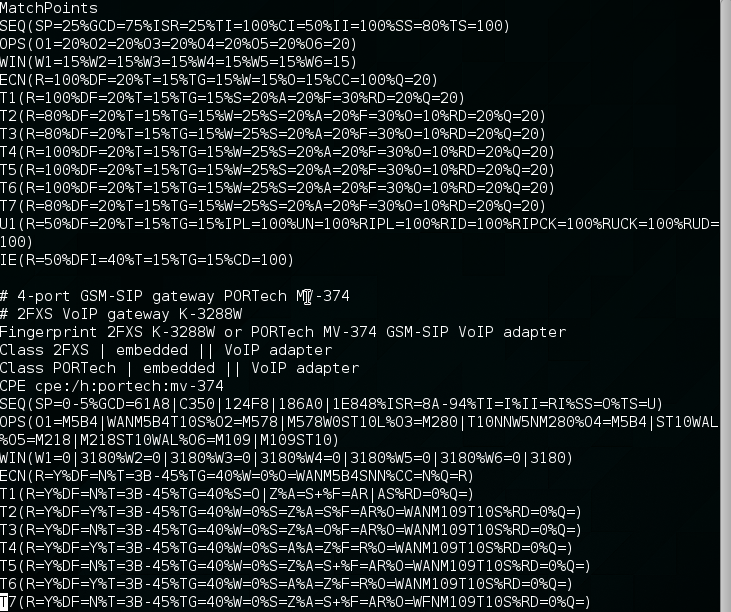 MatchPoints
SEQ(SP=25%GCD=75%ISR=25%TI=100%CI=50%II=100%SS=80%TS=100)
OPS(O1=20%O2=20%O3=20%O4=20%O5=20%O6=20)
WIN(W1=15%W2=15%W3=15%W4=15%W5=15%W6=15)
ECN(R=100%DF=20%T=15%TG=15%W=15%O=15%CC=100%Q=20)
T1(R=100%DF=20%T=15%TG=15%S=20%A=20%F=30%RD=20%Q=20)
T2(R=80%DF=20%T=15%TG=15%W=25%S=20%A=20%F=30%O=10%RD=20%Q=20)
T3(R=80%DF=20%T=15%TG=15%W=25%S=20%A=20%F=30%O=10%RD=20%Q=20)
T4(R=100%DF=20%T=15%TG=15%W=25%S=20%A=20%F=30%O=10%RD=20%Q=20)
T5(R=100%DF=20%T=15%TG=15%W=25%S=20%A=20%F=30%O=10%RD=20%Q=20)
T6(R=100%DF=20%T=15%TG=15%W=25%S=20%A=20%F=30%O=10%RD=20%Q=20)
T7(R=80%DF=20%T=15%TG=15%W=25%S=20%A=20%F=30%O=10%RD=20%Q=20)
U1(R=50%DF=20%T=15%TG=15%IPL=100%UN=100%RIPL=100%RID=100%RIPCK=100%RUCK=100%RUD=
100)
IE(R=50%DFI=40%T=15%TG=15%CD=100)
# 4-port GSM-SIP gateway PORTech MV-374
# 2FXS VoIP gateway K-3288W
Fingerprint 2FXS K-3288W or PORTech MV-374 GSM-SIP VoIP adapter
Class 2FXS | embedded || VoIP adapter
Class PORTech | embedded || VoIP adapter
CPE cpe:/h:portech:mv-374
SEQ(SP=0-5%GCD=61A8|C350|124F8|186A0|1E848%ISR=8A-94%TI=I%II=RI%SS=O%TS=U)
OPS(O1=M5B4|WANM5B4T10S%O2=M578|M578W0ST10L%O3=M280|T10NNW5NM280%O4=M5B4|ST10WAL
%O5=M218|M218ST10WAL%O6=M109|M109ST10)
WIN(W1=0|3180%W2=0|3180%W3=0|3180%W4=0|3180%W5=0|3180%W6=0|3180)
ECN(R=Y%DF=N%T=3B-45%TG=40%W=0%O=WANM5B4SNN%CC=N%Q=R)
T1(R=Y%DF=N%T=3B-45%TG=40%S=O|Z%A=S+%F=AR|AS%RD=0%Q=)
T2(R=Y%DF=Y%T=3B-45%TG=40%W=0%S=Z%A=S%F=AR%O=WANM109T10S%RD=0%Q=)
T3(R=Y%DF=N%T=3B-45%TG=40%W=0%S=Z%A=O%F=AR%O=WANM109T10S%RD=0%Q=)
T4(R=Y%DF=Y%T=3B-45%TG=40%W=0%S=A%A=Z%F=R%O=WANM109T10S%RD=0%Q=)
T5(R=Y%DF=N%T=3B-45%TG=40%W=0%S=Z%A=S+%F=AR%O=WANM109T10S%RD=0%Q=)
T6(R=Y%DF=Y%T=3B-45%TG=40%W=0%S=A%A=Z%F=R%O=WANM109T10S%RD=0%Q=)
T7(R=Y%DF=N%T=3B-45%TG=40%W=0%S=Z%A=S+%F=AR%O=WFNM109T10S%RD=0%Q=)